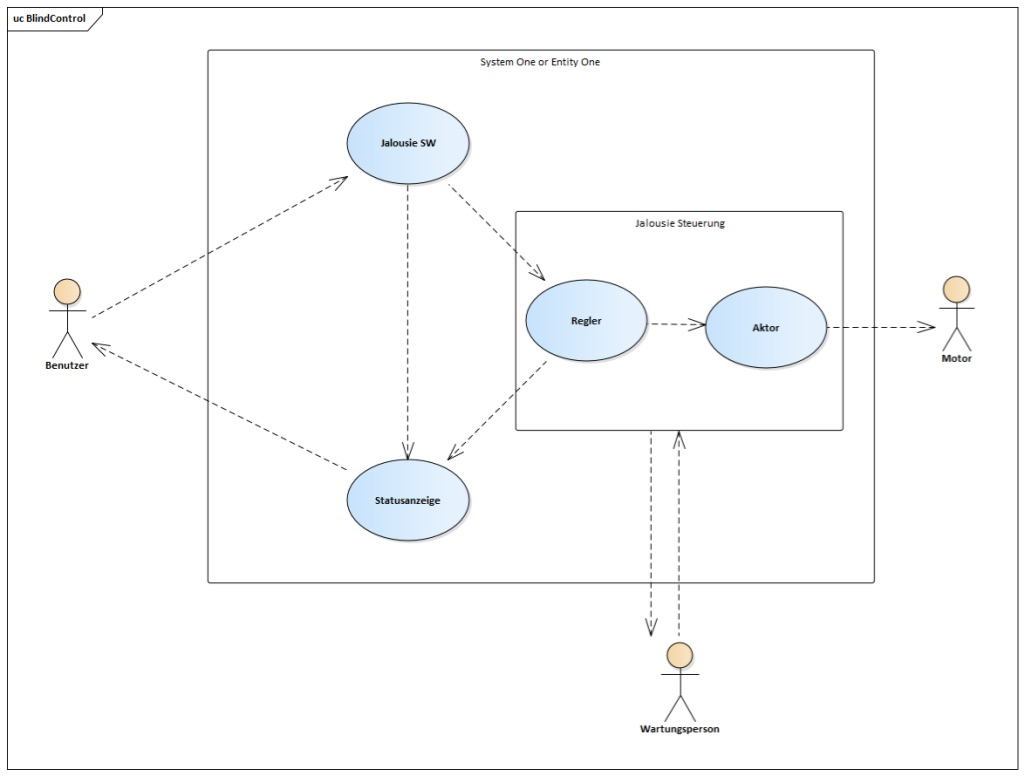 uc BlindControl
System One or Entity One
Jalousie SW
Jalousie Steuerung
Regler
Aktor
Benutzer
Motor
Statusanzeige
Wartungsperson